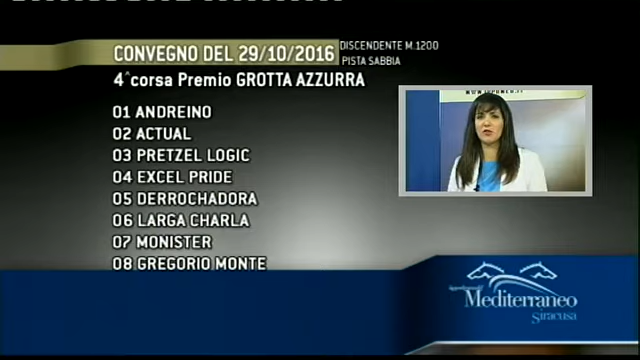 CONVEGNO DEL 29/10/2016
DISCENDENTE M.1200
PISTA SABBIA
4^corsa Premio GROTTA AZZURRA
01 ANDREINO
02 ACTUAL
03 PRETZEL LOGIC
04 EXCEL PRIDE
05 DERROCHADORA
06 LARGA CHARLA
07 MONISTER
08 GREGORIO MONTE
Mediterraneo
Siracusa